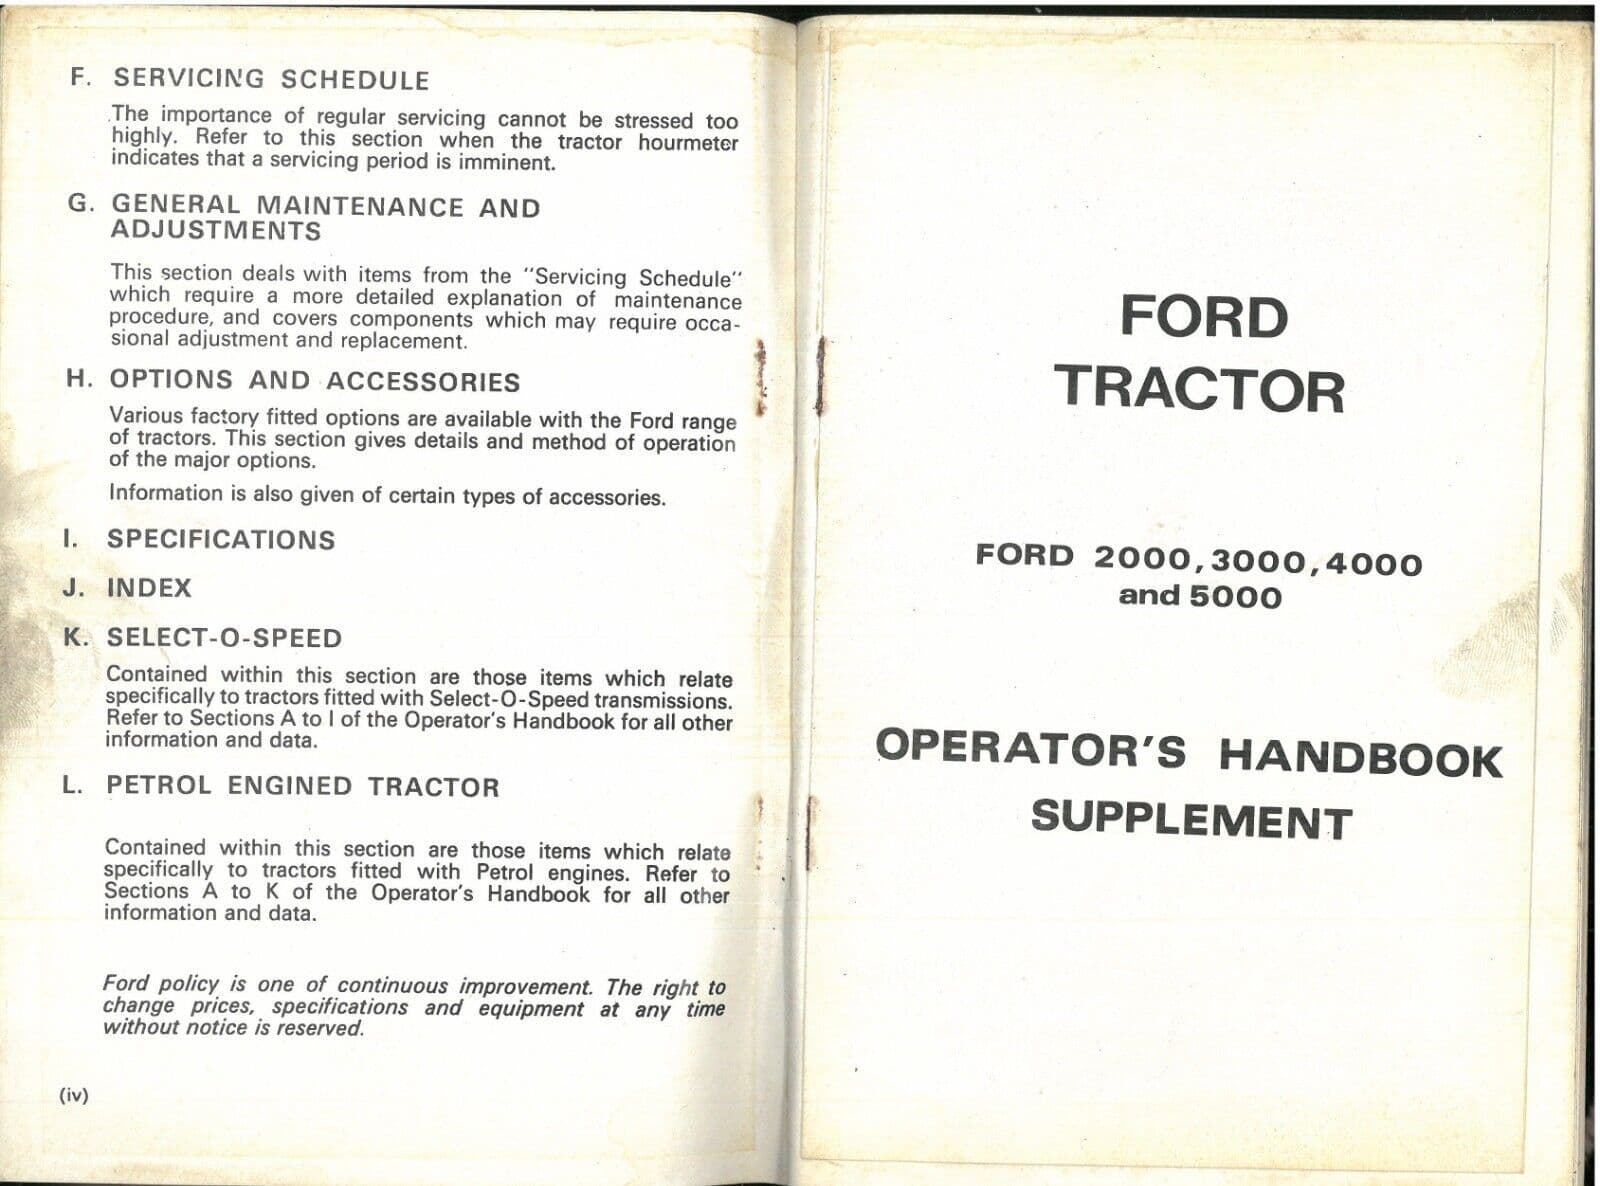 F. SERVICING SCHEDULE
The importance of regular servicing cannot be stressed too
highly. Refer to this section when the tractor hourmeter
indicates that a servicing period is imminent.
G. GENERAL MAINTENANCE AND
ADJUSTMENTS
This section deals with items from the "Servicing Schedule"
which require a more detailed explanation of maintenance
procedure, and covers components which may require occa-
sional adjustment and replacement.
H. OPTIONS AND ACCESSORIES
Various factory fitted options are available with the Ford range
of tractors. This section gives details and method of operation
of the major options.
Information is also given of certain types of accessories.
I. SPECIFICATIONS
J. INDEX
K. SELECT-O-SPEED
Contained within this section are those items which relate
specifically to tractors fitted with Select-O-Speed transmissions.
Refer to Sections A to I of the Operator's Handbook for all other
information and data.
L. PETROL ENGINED TRACTOR
Contained within this section are those items which relate
specifically to tractors fitted with Petrol engines. Refer to
Sections A to K of the Operator's Handbook for all other
information and data.
Ford policy is one of continuous improvement. The right to
change prices, specifications and equipment at any time
without notice is reserved.
(iv)
FORD
TRACTOR
FORD 2000, 3000, 4000
and 5000
OPERATOR'S HANDBOOK
SUPPLEMENT